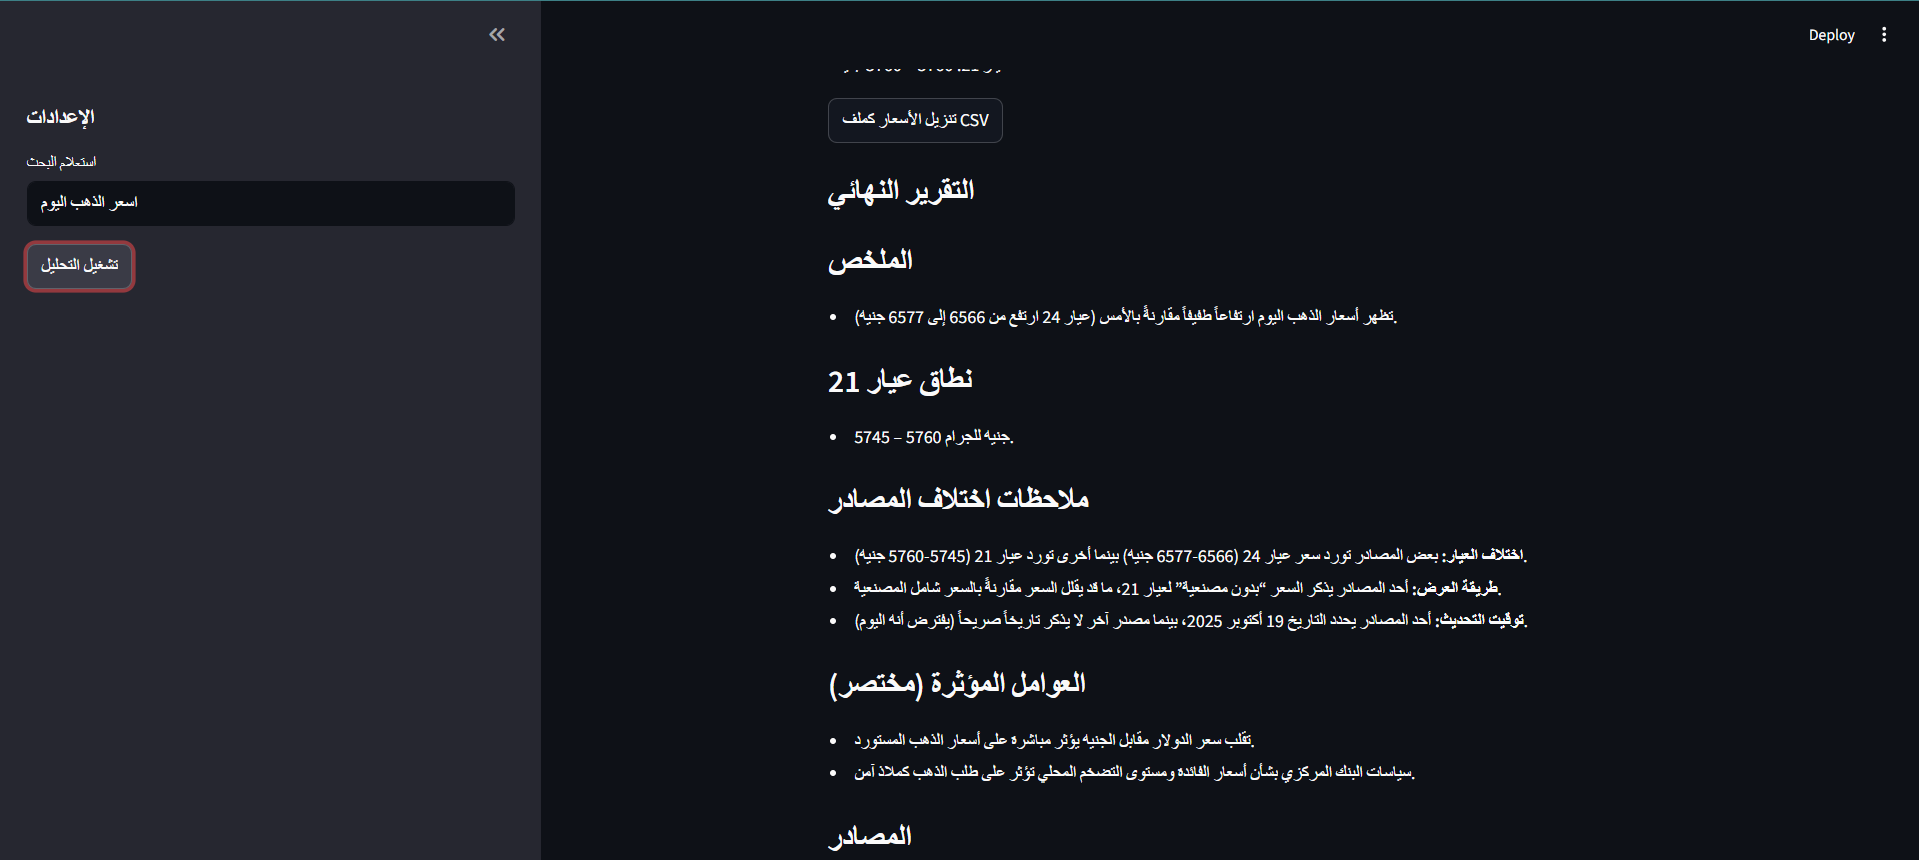 Deploy
الإعدادات
استعلام البحث
اسعر الذهب اليوم
تشغيل التحليل
عيار 21: 5760 – 5760 جنيه
تنزيل الأسعار كملف CSV
التقرير النهائي
الملخص
تظهر أسعار الذهب اليوم ارتفاعاً طفيفاً مقارنةً بالأمس (عيار 24 ارتفع من 6566 إلى 6577 جنيه).
نطاق عيار 21
5745 – 5760 جنيه للجرام.
ملاحظات اختلاف المصادر
اختلاف العيار: بعض المصادر تورد سعر عيار 24 (6566-6577 جنيه) بينما أخرى تورد عيار 21 (5745-5760 جنيه).
طريقة العرض: أحد المصادر يذكر السعر “بدون مصنعية” لعيار 21، ما قد يقلل السعر مقارنةً بالسعر شامل المصنعية.
توقيت التحديث: أحد المصادر يحدد التاريخ 19 أكتوبر 2025، بينما مصدر آخر لا يذكر تاريخاً صريحاً (يفترض أنه اليوم).
العوامل المؤثرة (مختصر)
تقلب سعر الدولار مقابل الجنيه يؤثر مباشرة على أسعار الذهب المستورد.
سياسات البنك المركزي بشأن أسعار الفائدة ومستوى التضخم المحلي تؤثر على طلب الذهب كملاذ آمن.
المصادر